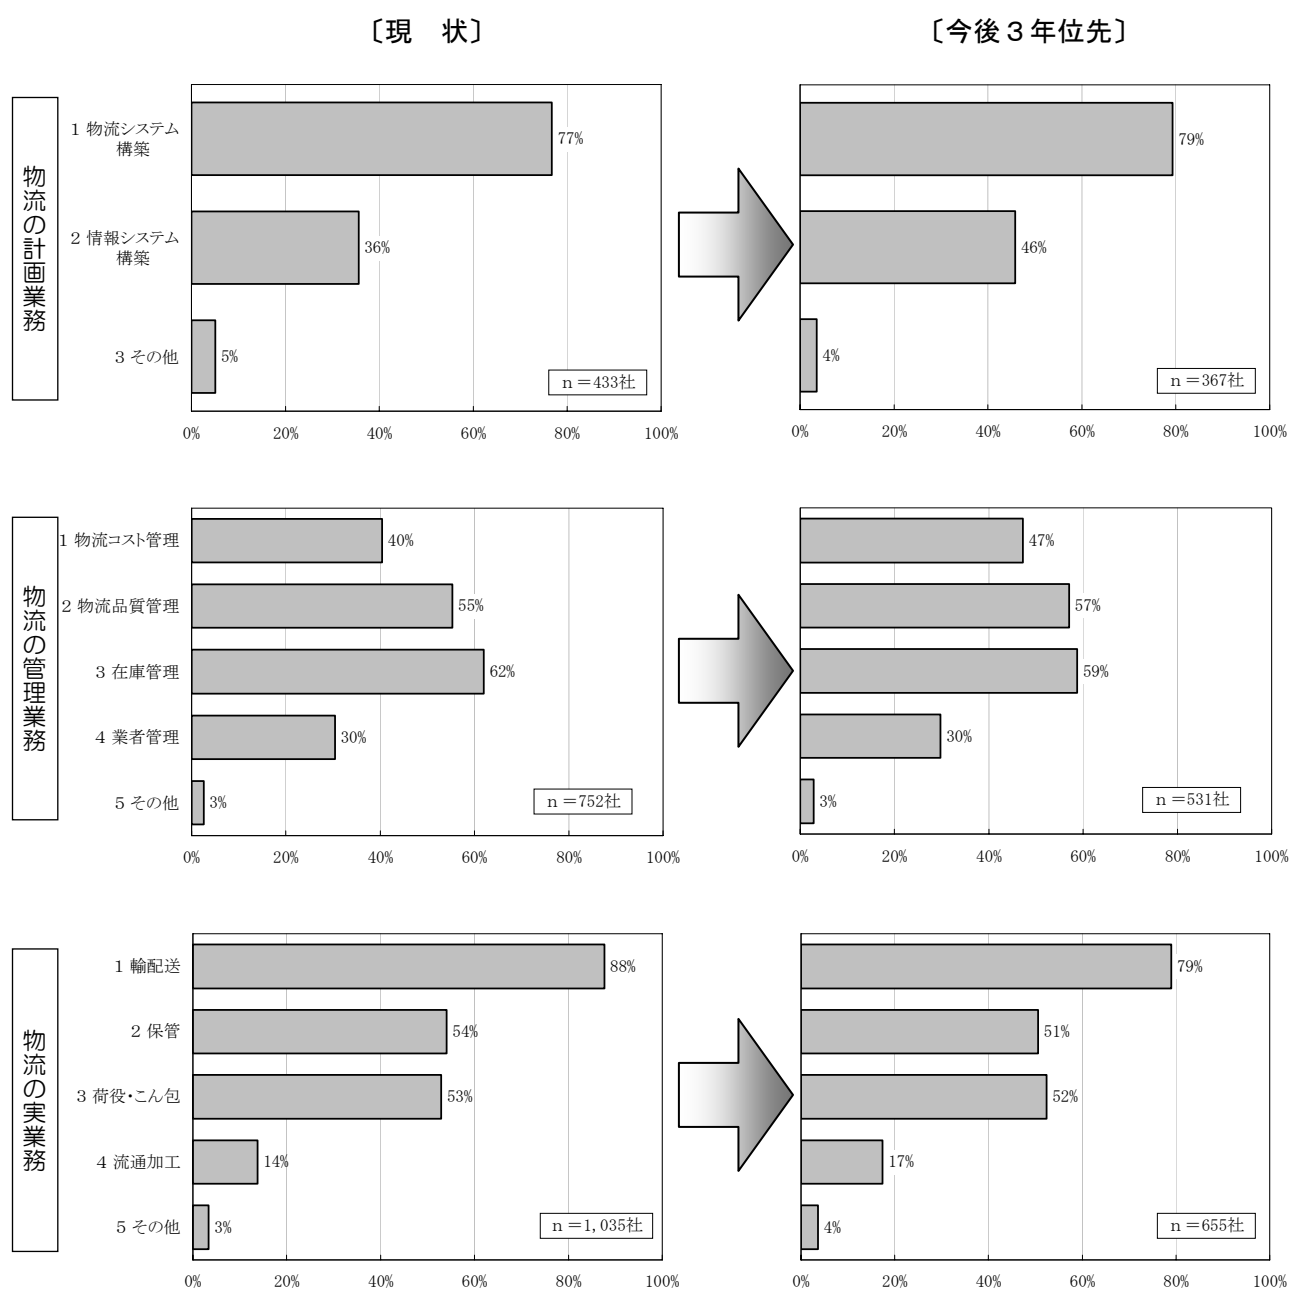 〔現　状〕
〔今後３年位先〕
物流の計画業務
1 物流システム
構築
77%
2 情報システム
構築
36%
3 その他
5%
n＝433社
0% 20% 40% 60% 80% 100%
79%
46%
4%
n＝367社
0% 20% 40% 60% 80% 100%
物流の管理業務
1 物流コスト管理
40%
2 物流品質管理
55%
3 在庫管理
62%
4 業者管理
30%
5 その他
3%
n＝752社
0% 20% 40% 60% 80% 100%
47%
57%
59%
30%
3%
n＝531社
0% 20% 40% 60% 80% 100%
物流の実業務
1 輸配送
88%
2 保管
54%
3 荷役・こん包
53%
4 流通加工
14%
5 その他
3%
n＝1,035社
0% 20% 40% 60% 80% 100%
79%
51%
52%
17%
4%
n＝655社
0% 20% 40% 60% 80% 100%